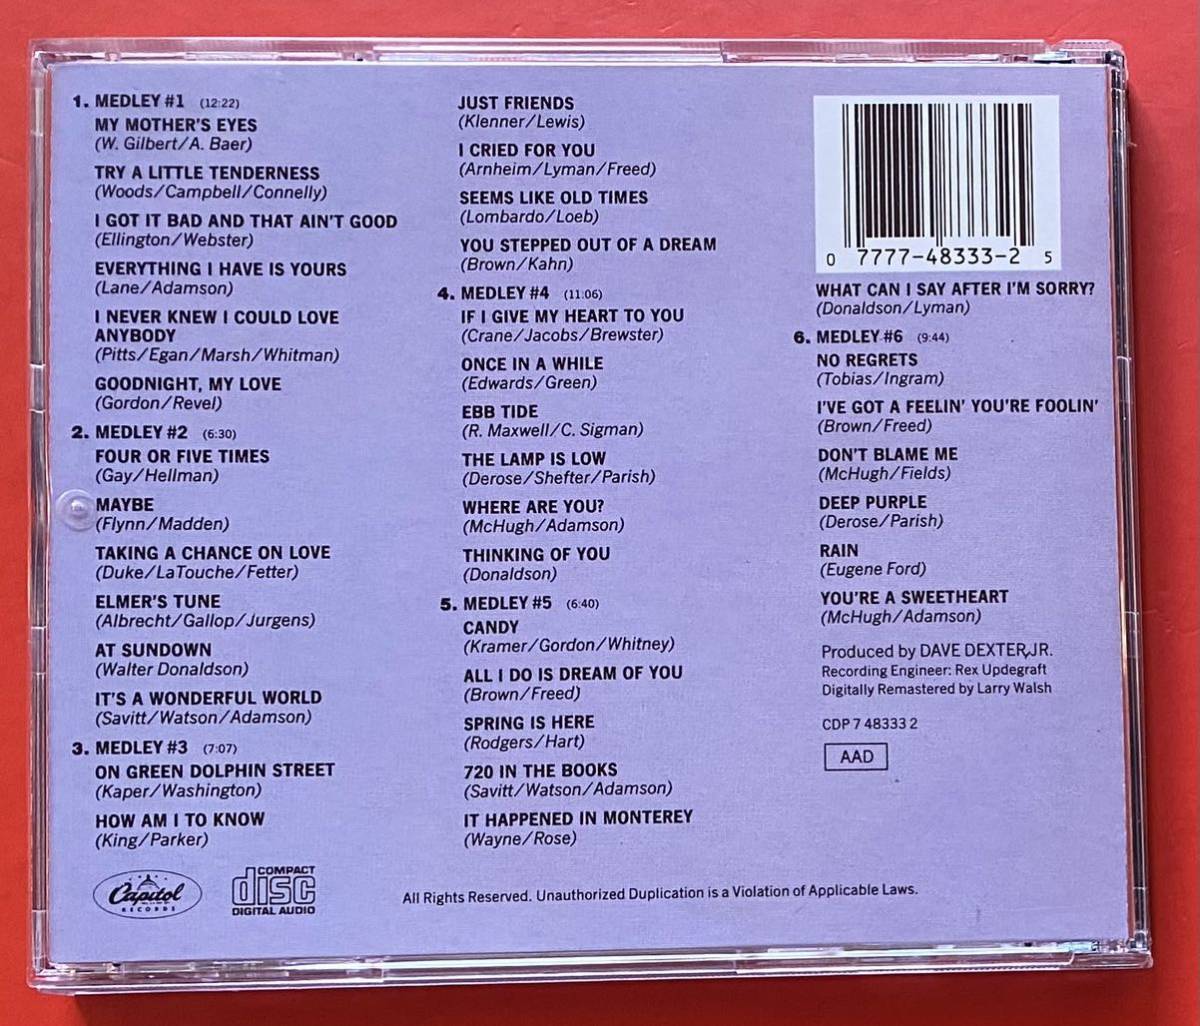 1. MEDLEY #1 (12:22)
MY MOTHER'S EYES
(W. Gilbert/A. Baer)
TRY A LITTLE TENDERNESS
(Woods/Campbell/Connelly)
I GOT IT BAD AND THAT AIN'T GOOD
(Ellington/Webster)
EVERYTHING I HAVE IS YOURS
(Lane/Adamson)
I NEVER KNEW I COULD LOVE
ANYBODY
(Pitts/Egan/Marsh/Whitman)
GOODNIGHT, MY LOVE
(Gordon/Revel)
2. MEDLEY #2 (6:30)
FOUR OR FIVE TIMES
(Gay/Hellman)
MAYBE
(Flynn/Madden)
TAKING A CHANCE ON LOVE
(Duke/LaTouche/Fetter)
ELMER'S TUNE
(Albrecht/Gallop/Jurgens)
AT SUNDOWN
(Walter Donaldson)
IT'S A WONDERFUL WORLD
(Savitt/Watson/Adamson)
3. MEDLEY #3 (7:07)
ON GREEN DOLPHIN STREET
(Kaper/Washington)
HOW AM I TO KNOW
(King/Parker)
JUST FRIENDS
(Klenner/Lewis)
I CRIED FOR YOU
(Arnheim/Lyman/Freed)
SEEMS LIKE OLD TIMES
(Lombardo/Loeb)
YOU STEPPED OUT OF A DREAM
(Brown/Kahn)
4. MEDLEY #4 (11:06)
IF I GIVE MY HEART TO YOU
(Crane/Jacobs/Brewster)
ONCE IN A WHILE
(Edwards/Green)
EBB TIDE
(R. Maxwell/C. Sigman)
THE LAMP IS LOW
(Derose/Shefter/Parish)
WHERE ARE YOU?
(McHugh/Adamson)
THINKING OF YOU
(Donaldson)
5. MEDLEY #5 (6:40)
CANDY
(Kramer/Gordon/Whitney)
ALL I DO IS DREAM OF YOU
(Brown/Freed)
SPRING IS HERE
(Rodgers/Hart)
720 IN THE BOOKS
(Savitt/Watson/Adamson)
IT HAPPENED IN MONTEREY
(Wayne/Rose)
0 7777-48333-2 5
WHAT CAN I SAY AFTER I'M SORRY?
(Donaldson/Lyman)
6. MEDLEY #6 (9:44)
NO REGRETS
(Tobias/Ingram)
I'VE GOT A FEELIN' YOU'RE FOOLIN'
(Brown/Freed)
DON'T BLAME ME
(McHugh/Fields)
DEEP PURPLE
(Derose/Parish)
RAIN
(Eugene Ford)
YOU'RE A SWEETHEART
(McHugh/Adamson)
Produced by DAVE DEXTER, JR.
Recording Engineer: Rex Updegraft
Digitally Remastered by Larry Walsh
CDP 7 48333 2
AAD
Capitol
RECORDS
COMPACT
disc
DIGITAL AUDIO
All Rights Reserved. Unauthorized Duplication is a Violation of Applicable Laws.